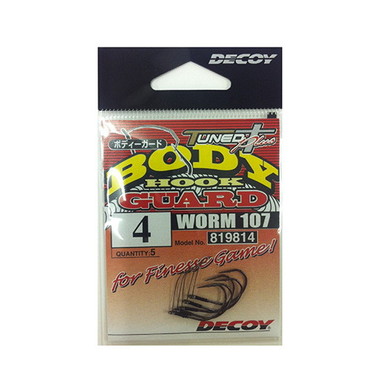 DECOY
TUNED+ Plus
ボディーガード
BODY
HOOK
GUARD
4
WORM 107
Model No. 819814
QUANTITY:5
for Finesse Game!
DECOY